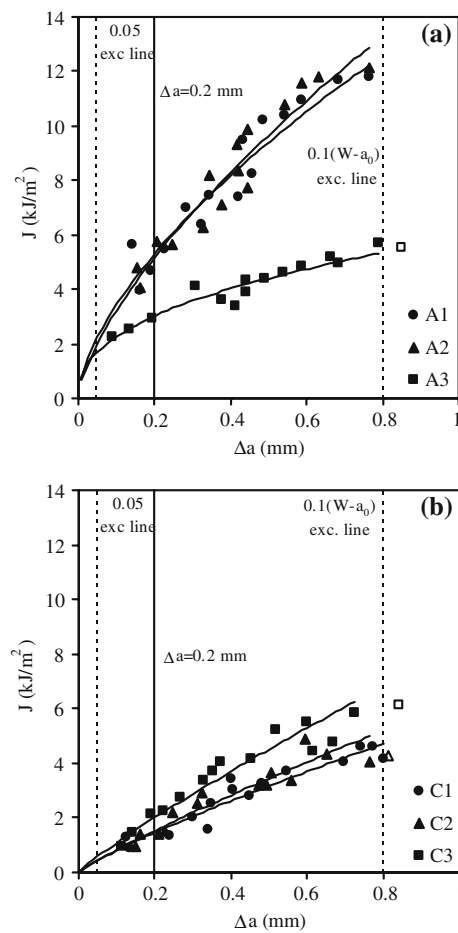 14
12
10
8
6
4
2
0
J (kJ/m²)
0.05
exc line
(a)
Δa=0.2 mm
0.1(W-a₀)
exc. line
A1
A2
A3
0
0.2
0.4
0.6
0.8
1
Δa (mm)
14
12
10
8
6
4
2
0
J (kJ/m²)
0.05
exc line
0.1(W-a₀)
exc. line
(b)
Δa=0.2 mm
C1
C2
C3
0
0.2
0.4
0.6
0.8
1
Δa (mm)